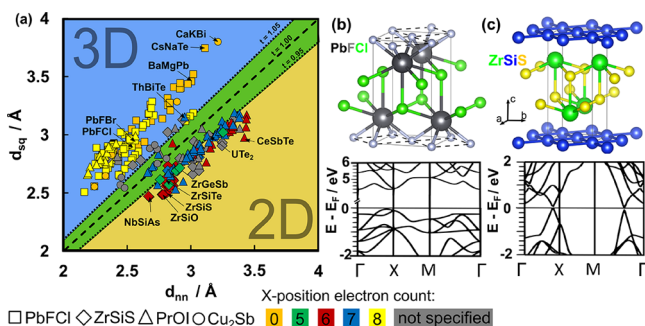 (a)
3D
2D
CaKBi
CsNaTe
BaMgPb
ThBiTe
PbFBr
PbFCl
t = 1.05
t = 1.00
t = 0.95
CeSbTe
UTe₂
ZrGeSb
ZrSiTe
ZrSiS
ZrSiO
NbSiAs
4
3.5
3
2.5
2
d_sq / Å
2 2.5 3 3.5 4
d_nn / Å
(b)
PbFCl
6
5
2
0
-2
E - E_F / eV
Γ X M Γ
(c)
ZrSiS
c
b
a
2
0
-2
E - E_F / eV
Γ X M Γ
X-position electron count:
PbFCl ZrSiS PrOI Cu₂Sb 0 5 6 7 8 not specified